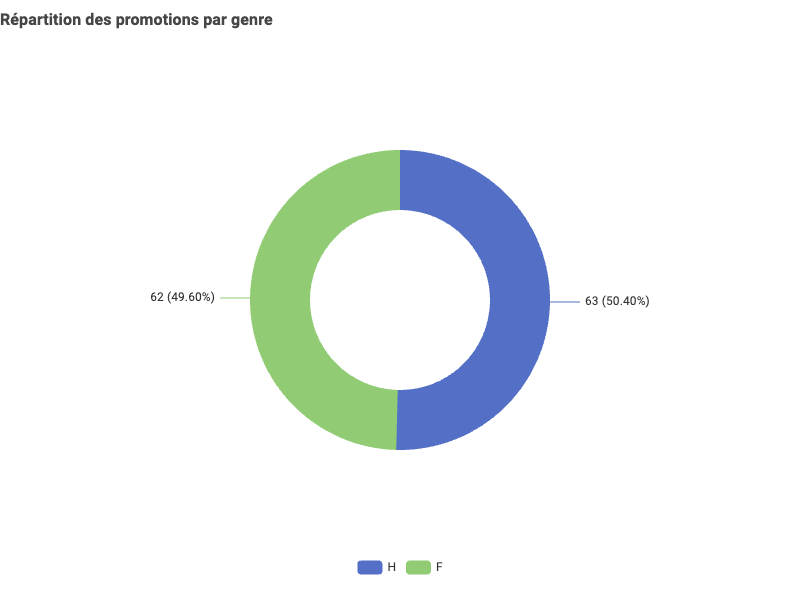 Répartition des promotions par genre
62 (49.60%)
63 (50.40%)
H F